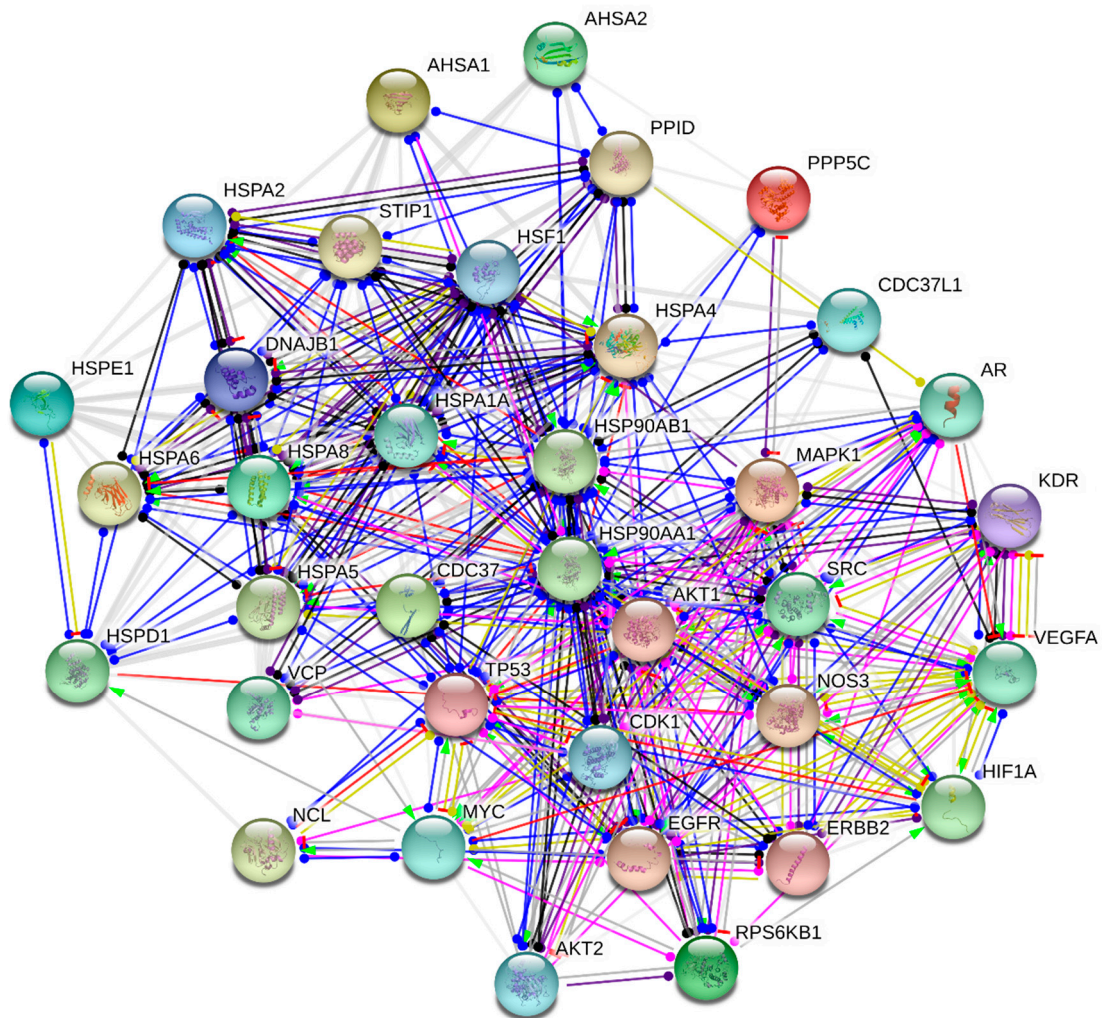 AHSA2
AHSA1
PPID
PPP5C
HSPA2
STIP1
HSF1
CDC37L1
HSPA4
DNAJB1
AR
HSPE1
HSPA1A
HSP90AB1
HSPA6
HSPA8
MAPK1
KDR
HSP90AA1
HSPA5
CDC37
SRC
AKT1
HSPD1
VEGFA
VCP
TP53
NOS3
CDK1
HIF1A
NCL
MYC
EGFR
ERBB2
RPS6KB1
AKT2